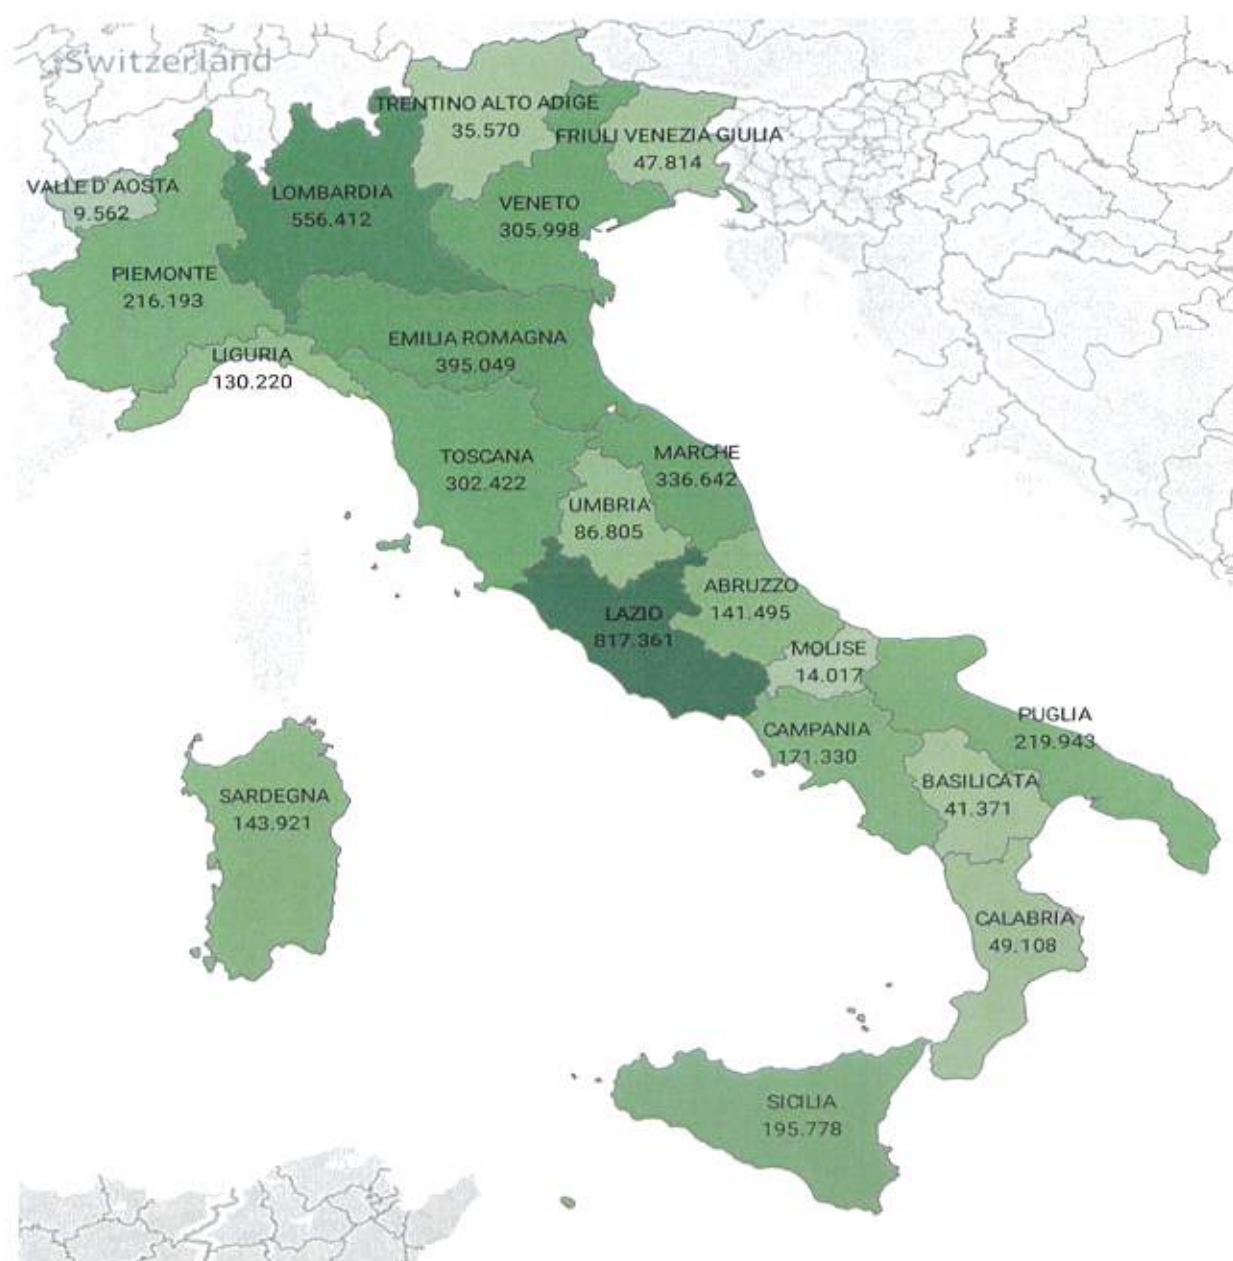 Switzerland
TRENTINO ALTO ADIGE
35.570
FRIULI VENEZIA GIULIA
47.814
VALLE D'AOSTA
9.562
LOMBARDIA
556.412
VENETO
305.998
PIEMONTE
216.193
EMILIA ROMAGNA
395.049
LIGURIA
130.220
TOSCANA
302.422
MARCHE
336.642
UMBRIA
86.805
ABRUZZO
141.495
LAZIO
817.361
MOLISE
14.017
PUGLIA
219.943
CAMPANIA
171.330
BASILICATA
41.371
SARDEGNA
143.921
CALABRIA
49.108
SICILIA
195.778